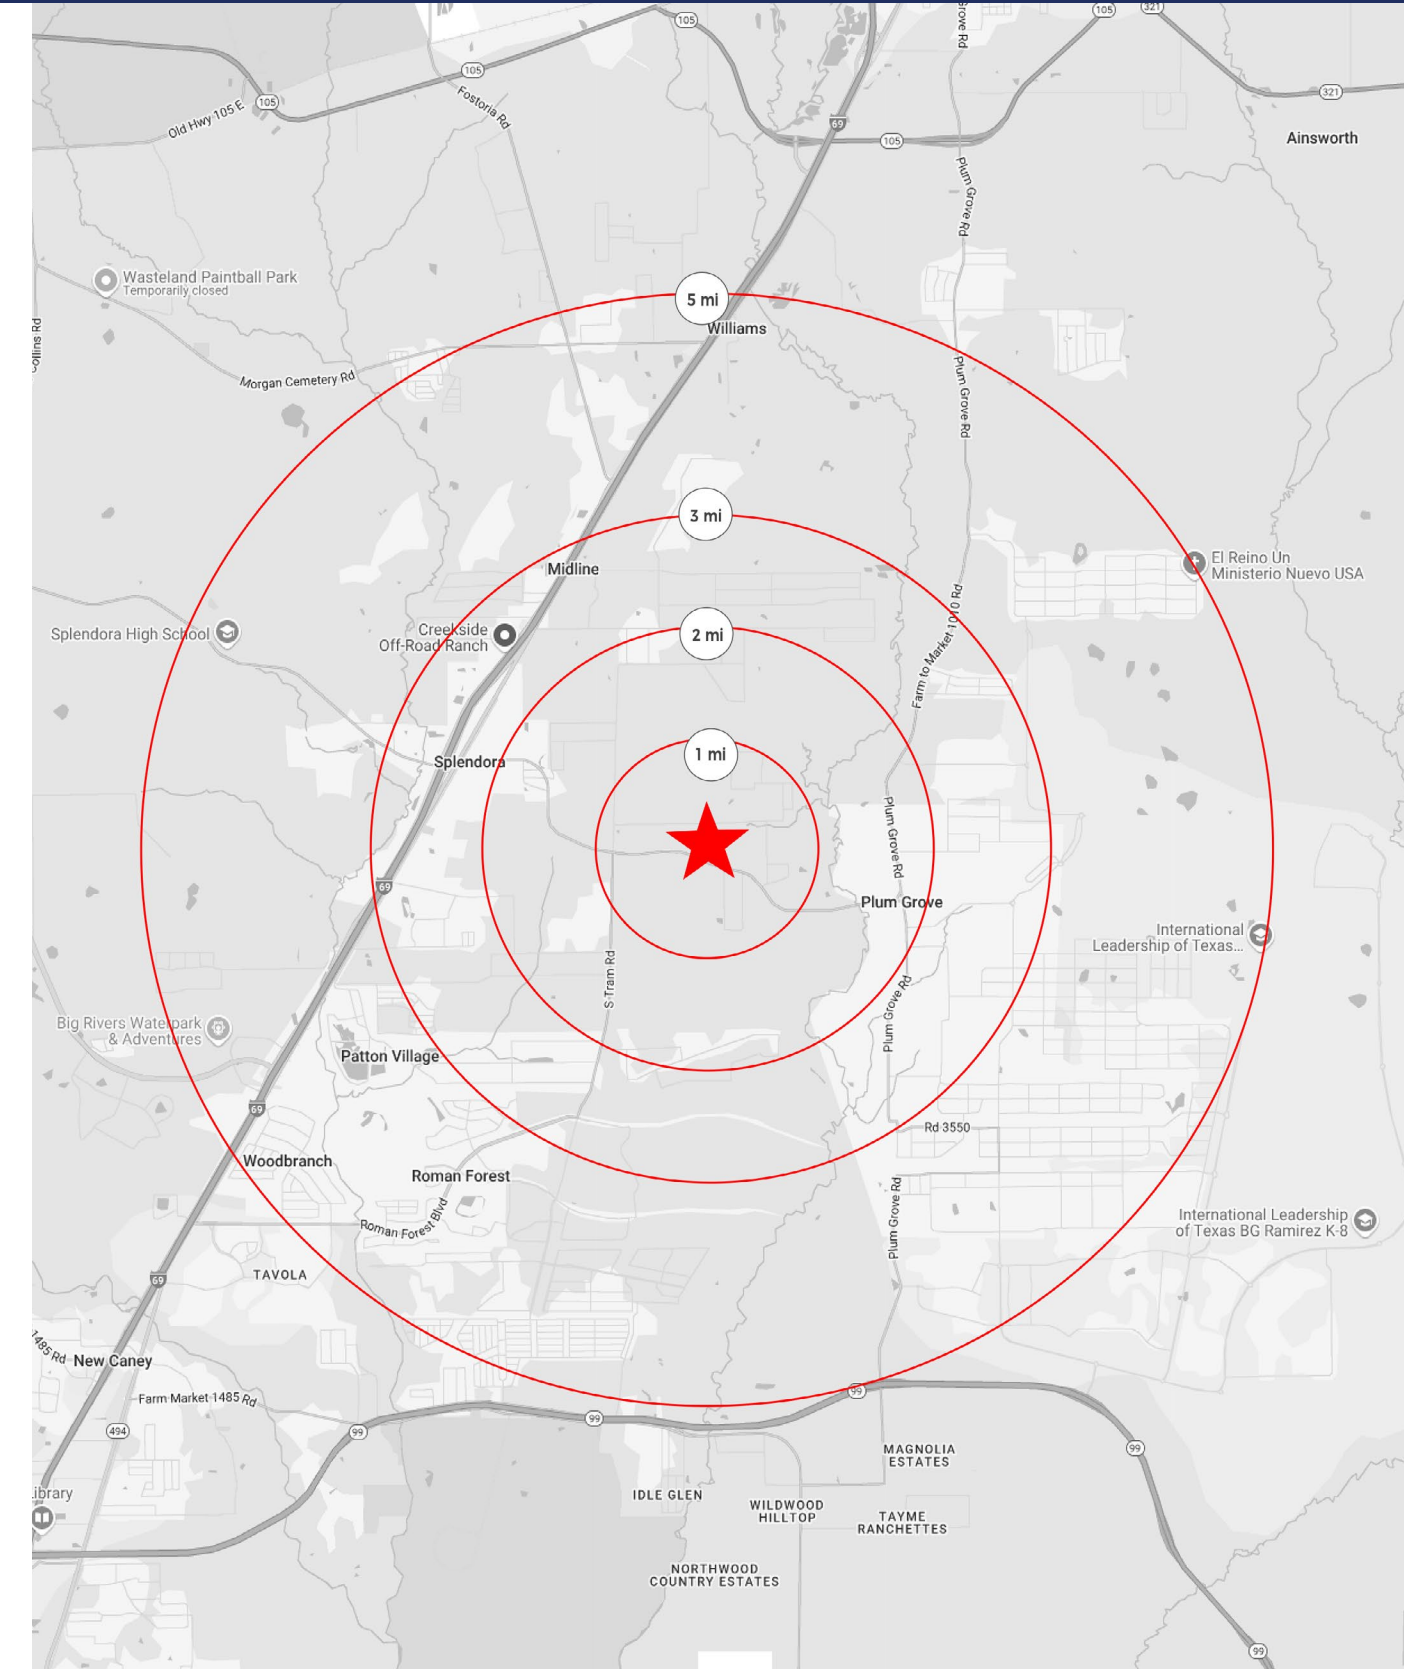 105
321
105
rove Rd
105
321
Fostoria Rd
Old Hwy 105 E
105
69
105
Ainsworth
Plum Grove Rd
Wasteland Paintball Park
Temporarily closed
5 mi
Williams
ollins Rd
Morgan Cemetery Rd
Plum Grove Rd
3 mi
Midline
El Reino Un
Ministerio Nuevo USA
Splendora High School
Creekside
Off-Road Ranch
2 mi
Farm to Market 1010 Rd
1 mi
Splendora
Plum Grove Rd
69
Plum Grove
International
Leadership of Texas...
S Tram Rd
Plum Grove Rd
Big Rivers Waterpark
& Adventures
Patton Village
69
Rd 3550
Woodbranch
Roman Forest
Roman Forest Blvd
Plum Grove Rd
International Leadership
of Texas BG Ramirez K-8
TAVOLA
69
1485 Rd
New Caney
Farm Market 1485 Rd
99
494
99
99
99
MAGNOLIA
ESTATES
Library
IDLE GLEN
WILDWOOD
HILLTOP
TAYME
RANCHETTES
NORTHWOOD
COUNTRY ESTATES
99